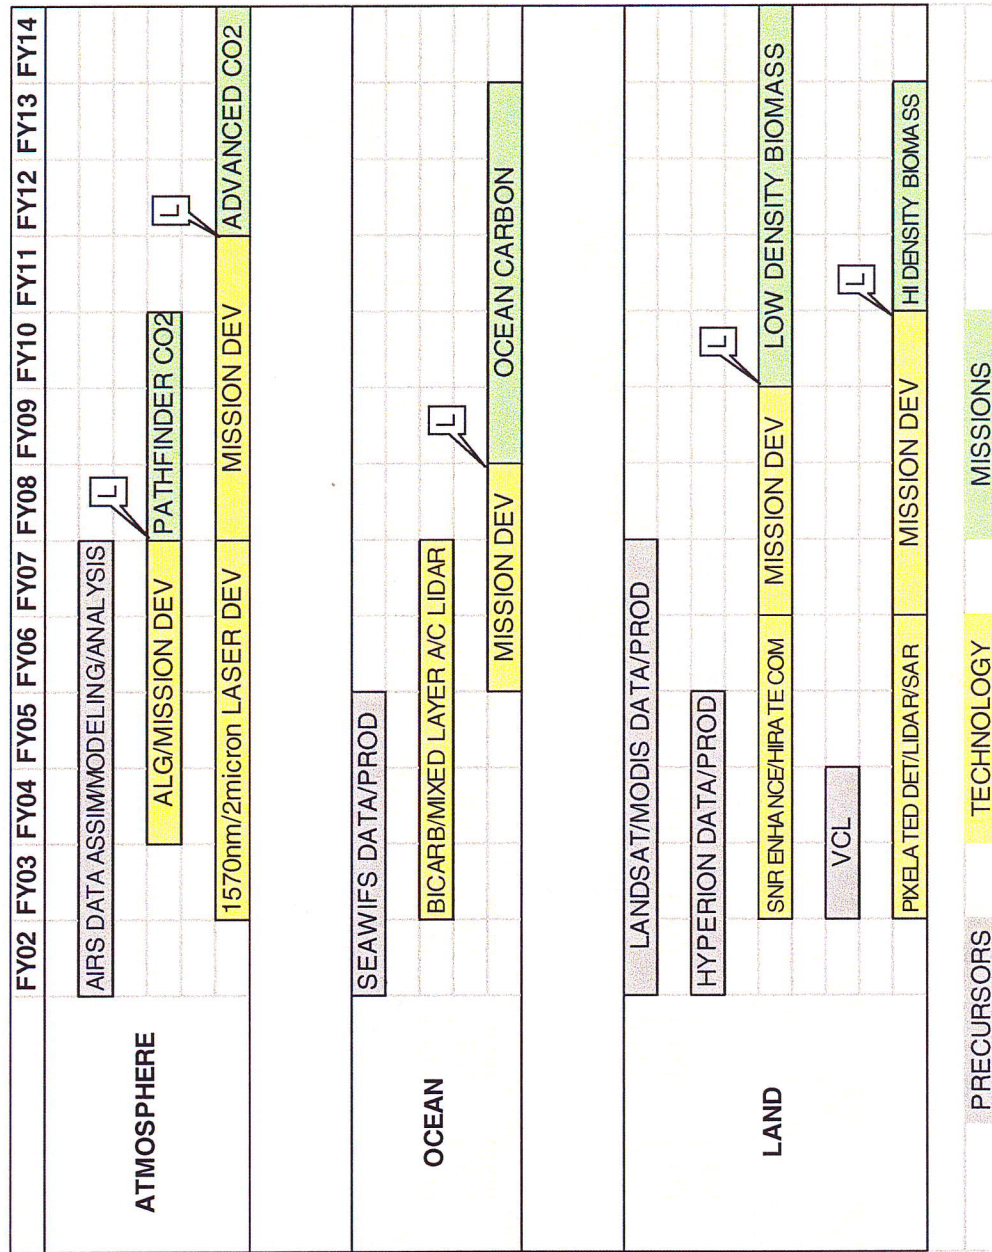 FY02 FY03 FY04 FY05 FY06 FY07 FY08 FY09 FY10 FY11 FY12 FY13 FY14
ATMOSPHERE
AIRS DATA ASSIM/MODELING/ANALYSIS
L
ALG/MISSION DEV PATHFINDER CO2
L
1570nm/2micron LASER DEV MISSION DEV ADVANCED CO2
OCEAN
SEAWIFS DATA/PROD
BICARB/MIXED LAYER A/C LIDAR
L
MISSION DEV OCEAN CARBON
LAND
LANDSAT/MODIS DATA/PROD
HYPERION DATA/PROD
L
SNR ENHANCE/HIRATE COM MISSION DEV LOW DENSITY BIOMASS
VCL
L
PIXELATED DET/LIDAR/SAR MISSION DEV HI DENSITY BIOMASS
PRECURSORS TECHNOLOGY MISSIONS